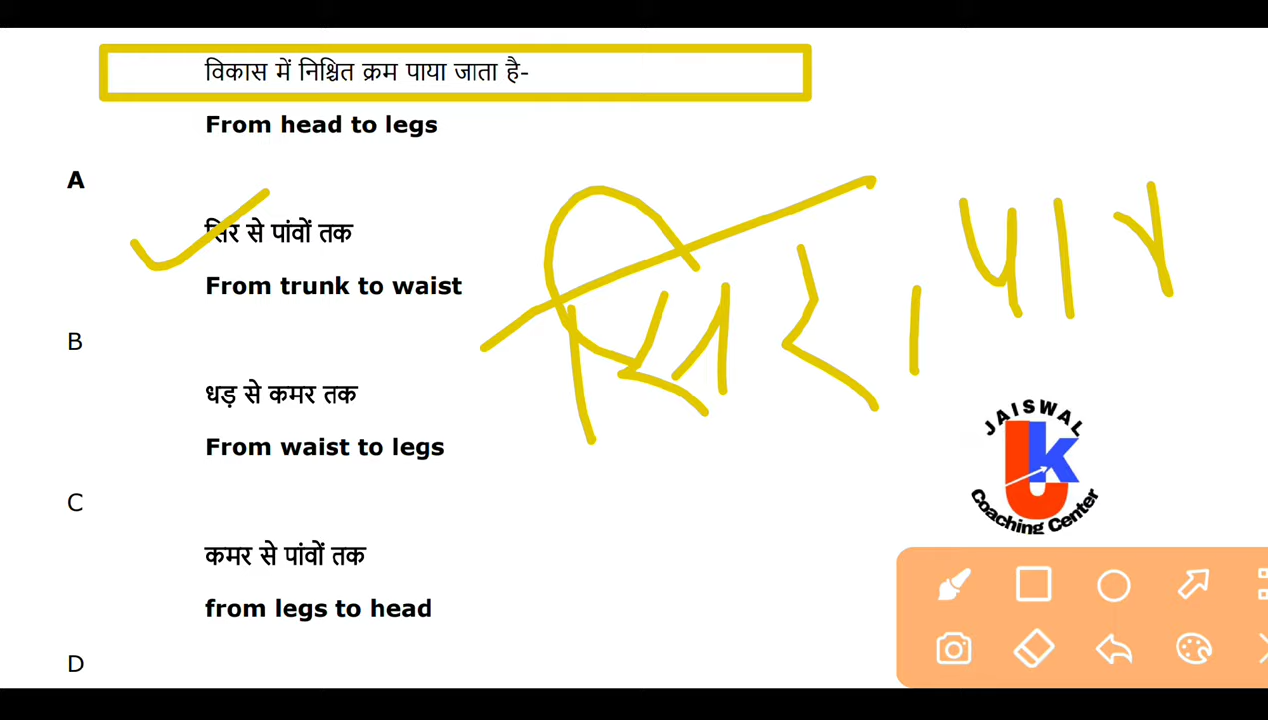 विकास में निश्चित क्रम पाया जाता है-
From head to legs
A
सिर से पांवों तक
From trunk to waist
B
धड़ से कमर तक
From waist to legs
C
कमर से पांवों तक
from legs to head
D
JAISWAL
JK
Coaching Center